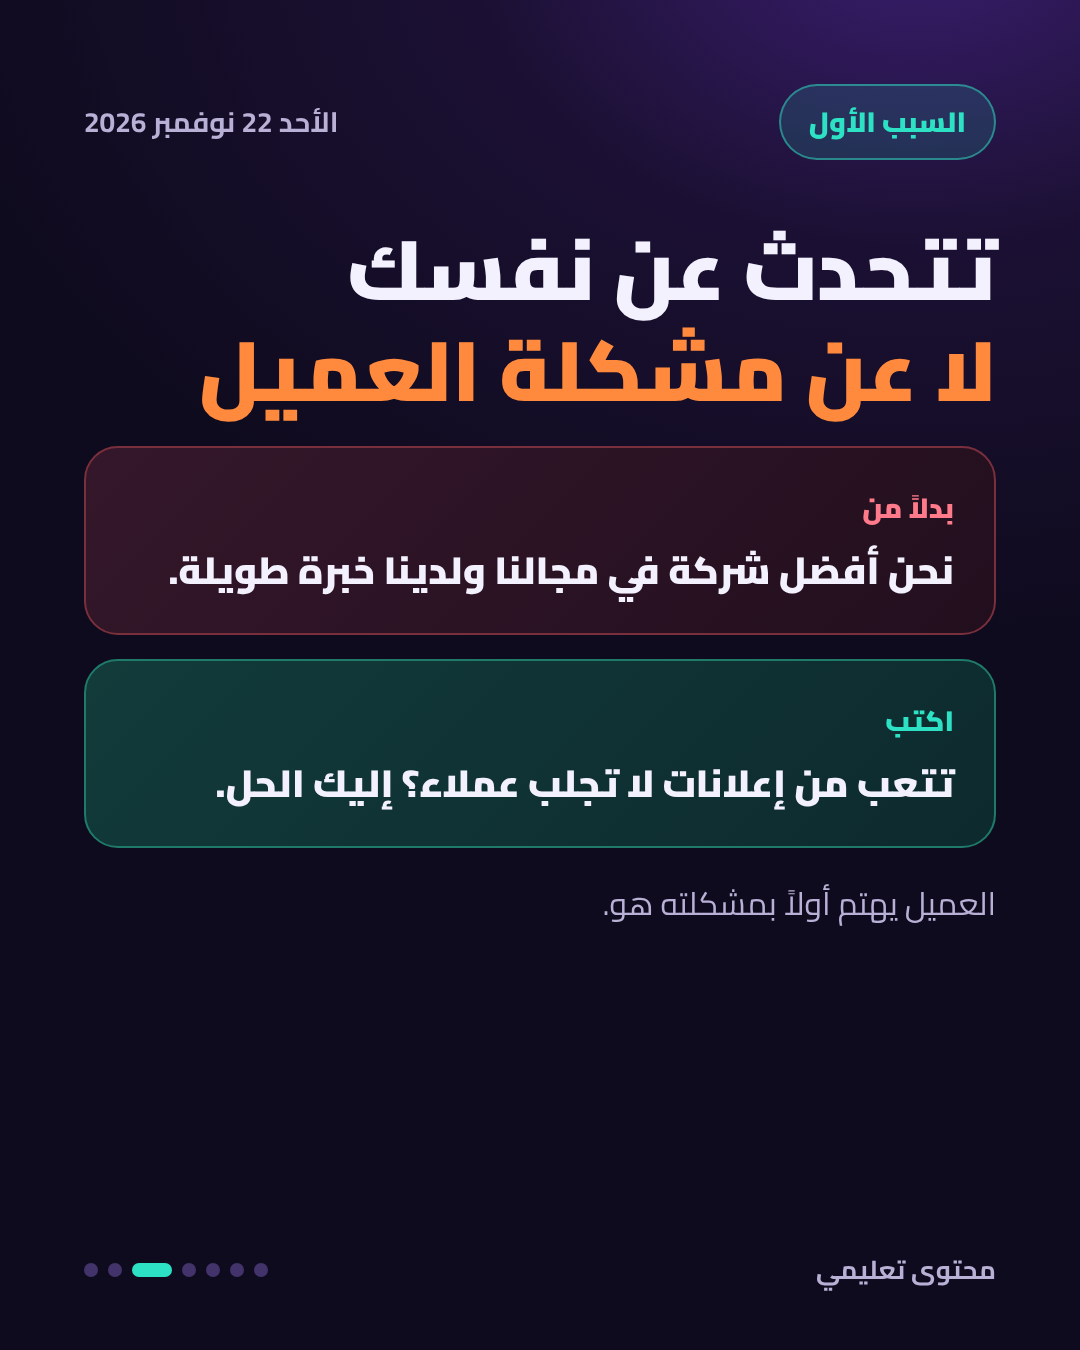 السبب الأول
الأحد 22 نوفمبر 2026
تتحدث عن نفسك
لا عن مشكلة العميل
بدلاً من
نحن أفضل شركة في مجالنا ولدينا خبرة طويلة.
اكتب
تتعب من إعلانات لا تجلب عملاء؟ إليك الحل.
العميل يهتم أولاً بمشكلته هو.
محتوى تعليمي